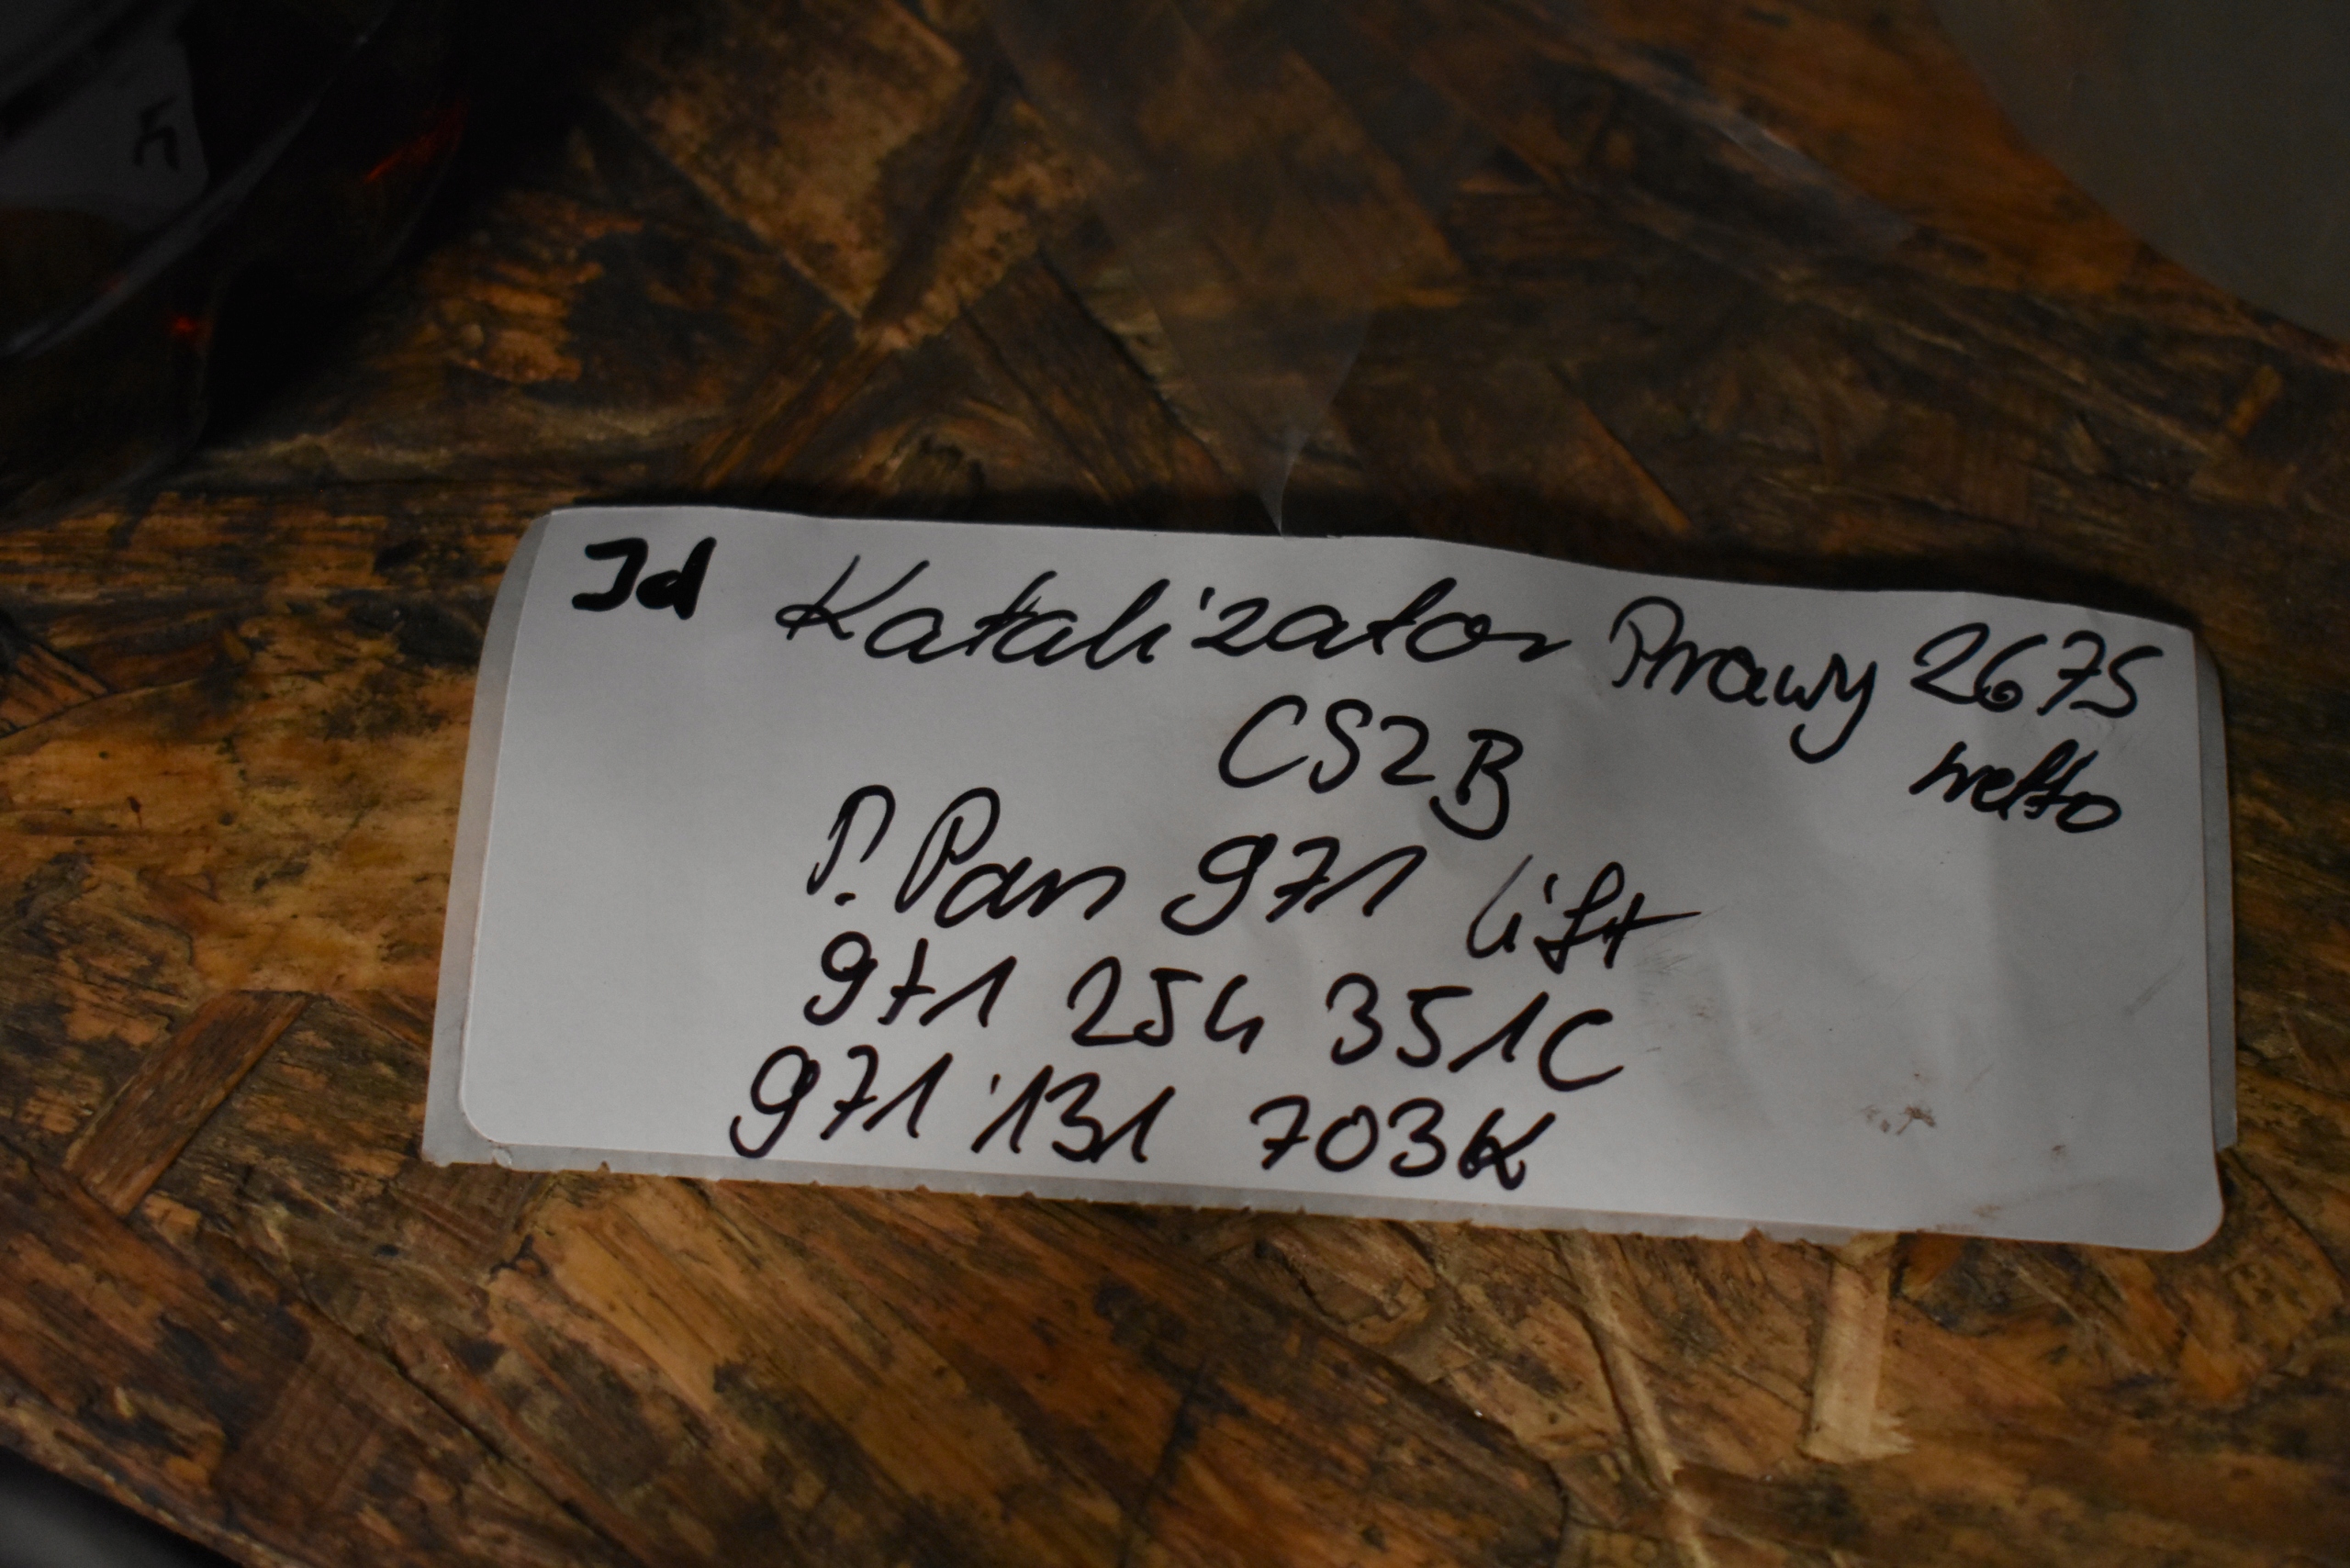 Id Katalizator Prawy 2675
netto
CS2B
P. Pan 971 lift
971 254 351C
971 131 703K